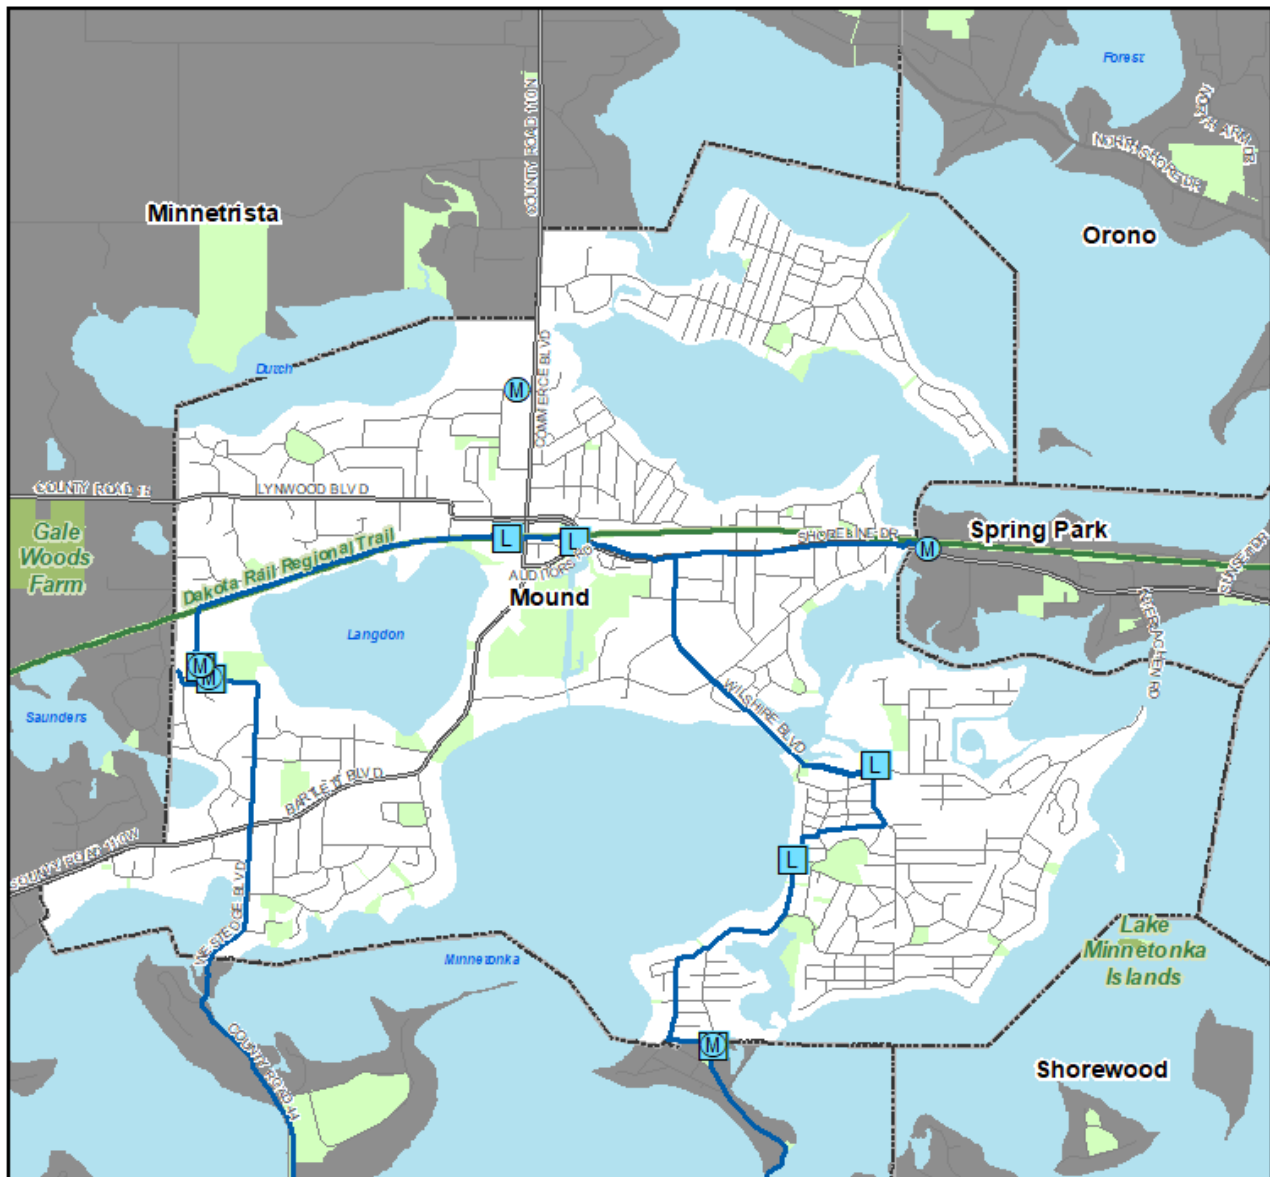 Forest
NORTH ARM DR
NORTH SHORE DR
COUNTY ROAD 110 N
Minnetrista
Orono
Dutch
M
COMMERCE BLVD
COUNTY ROAD 15
LYNWOOD BLVD
Gale
Woods
Farm
Dakota Rail Regional Trail
L
L
SHORELINE DR
M
Spring Park
AUDITORS RD
Mound
Langdon
M
M
Saunders
WILSHIRE BLVD
L
BARTLETT BLVD
COUNTY ROAD 110 W
L
WESTEDGE BLVD
Minnetonka
Lake
Minnetonka
Islands
COUNTY ROAD 44
M
Shorewood